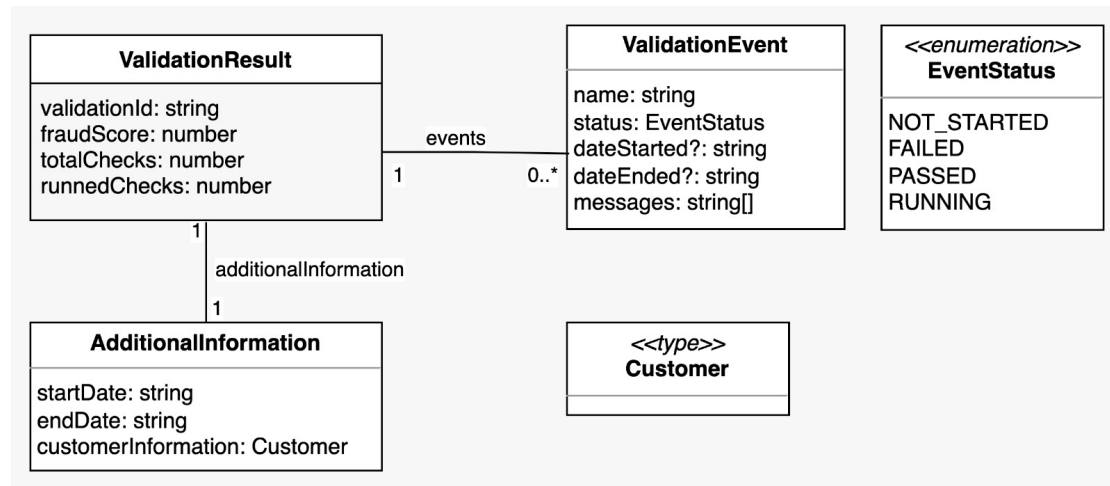 ValidationResult
validationId: string
fraudScore: number
totalChecks: number
runnedChecks: number
events
1
0..*
ValidationEvent
name: string
status: EventStatus
dateStarted?: string
dateEnded?: string
messages: string[]
<<enumeration>>
EventStatus
NOT_STARTED
FAILED
PASSED
RUNNING
1
additionalInformation
1
AdditionalInformation
startDate: string
endDate: string
customerInformation: Customer
<<type>>
Customer